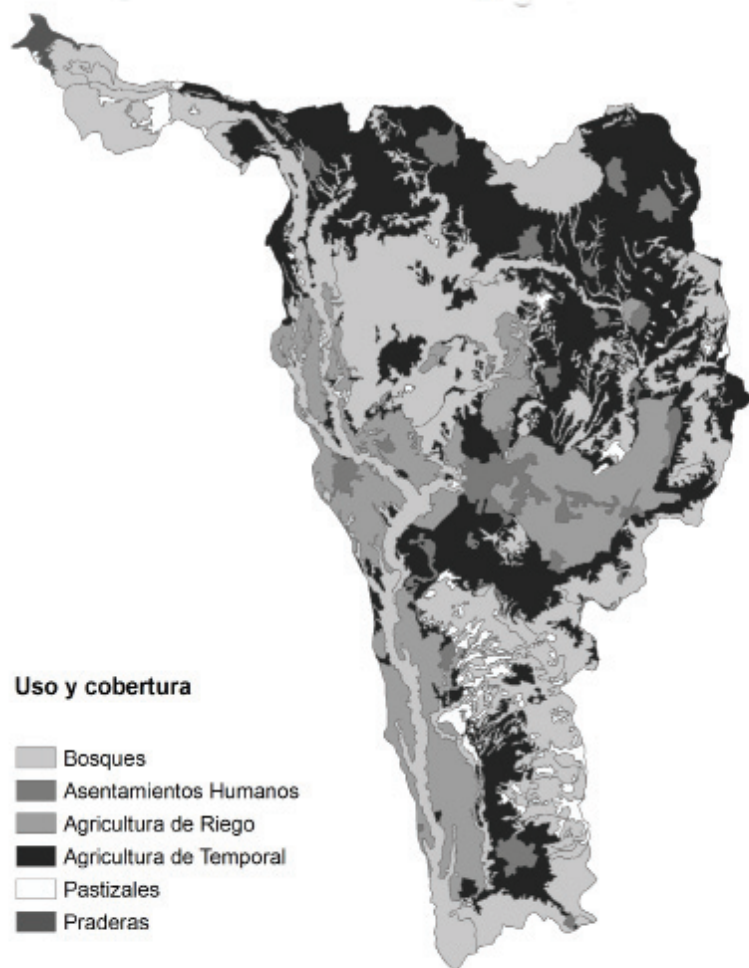 Uso y cobertura
Bosques
Asentamientos Humanos
Agricultura de Riego
Agricultura de Temporal
Pastizales
Praderas